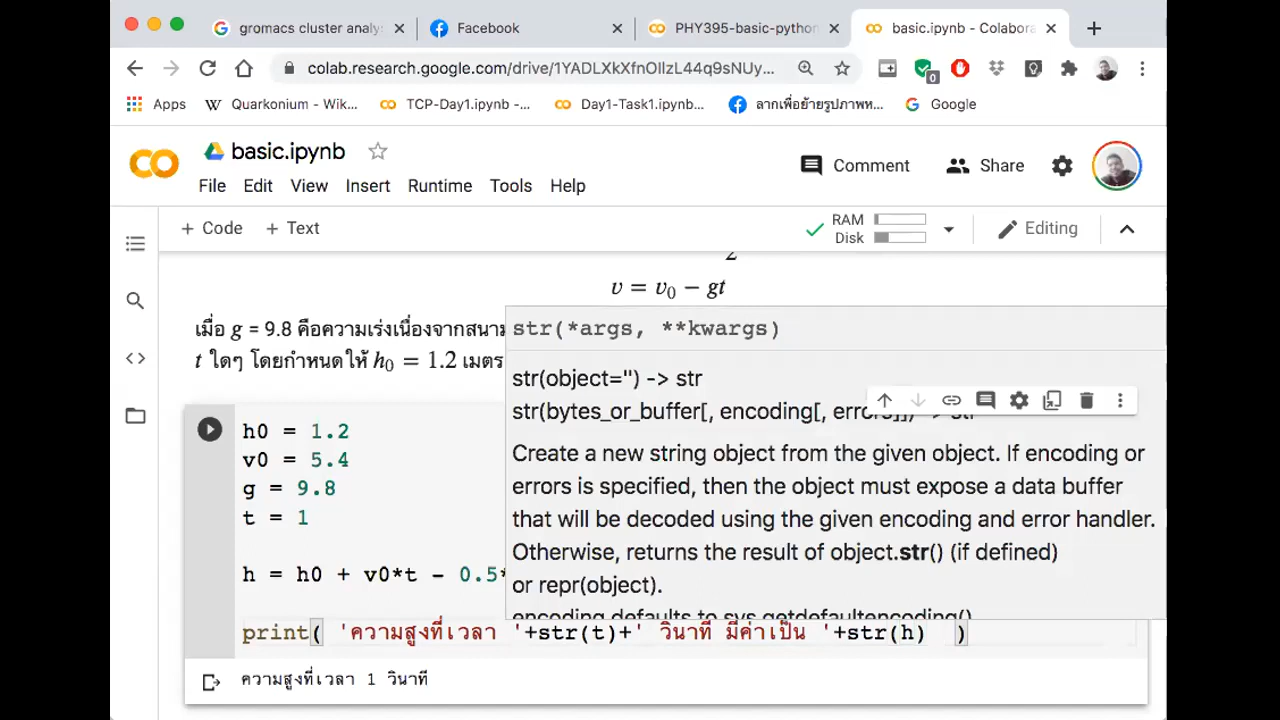 gromacs cluster analy
Facebook
PHY395-basic-python
basic.ipynb - Colabora
colab.research.google.com/drive/1YADLXkXfnOIlzL44q9sNUy...
Apps
Quarkonium - Wik...
TCP-Day1.ipynb -...
Day1-Task1.ipynb...
ลากเพื่อย้ายรูปภาพห...
Google
basic.ipynb
Comment
Share
File Edit View Insert Runtime Tools Help
+ Code + Text
RAM
Disk
Editing
2
v = v₀ − gt
เมื่อ g = 9.8 คือความเร่งเนื่องจากสนาม
t ใดๆ โดยกำหนดให้ h₀ = 1.2 เมตร
str(*args, **kwargs)
str(object='') -> str
str(bytes_or_buffer[, encoding[, errors]]) -> str
Create a new string object from the given object. If encoding or
errors is specified, then the object must expose a data buffer
that will be decoded using the given encoding and error handler.
Otherwise, returns the result of object.str() (if defined)
or repr(object).
encoding defaults to sys.getdefaultencoding()
h0 = 1.2
v0 = 5.4
g = 9.8
t = 1
h = h0 + v0*t - 0.5*
print( 'ความสูงที่เวลา '+str(t)+' วินาที มีค่าเป็น '+str(h) )
ความสูงที่เวลา 1 วินาที